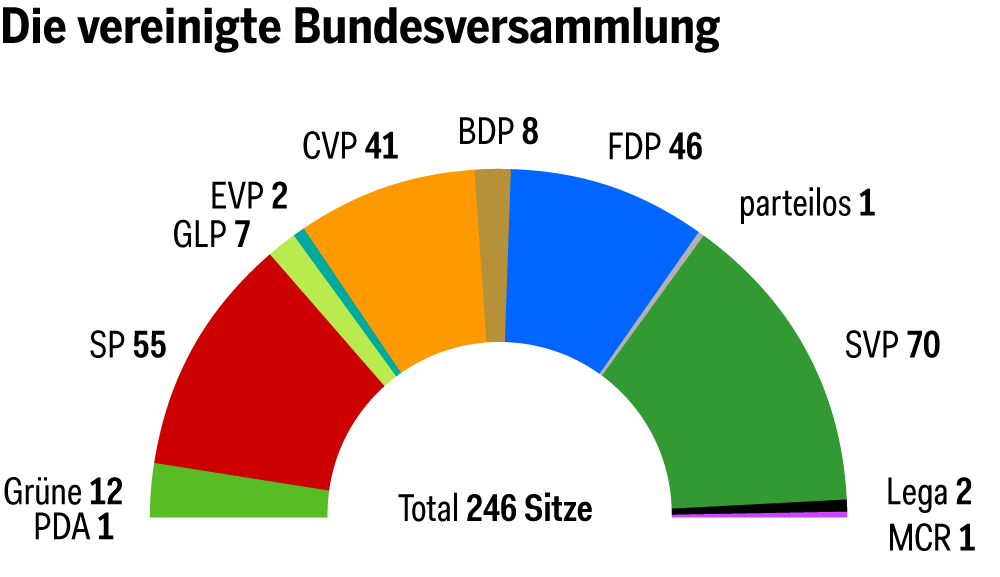 Die vereinigte Bundesversammlung
BDP 8
CVP 41
FDP 46
EVP 2
parteilos 1
GLP 7
SP 55
SVP 70
Grüne 12
Lega 2
PDA 1
Total 246 Sitze
MCR 1